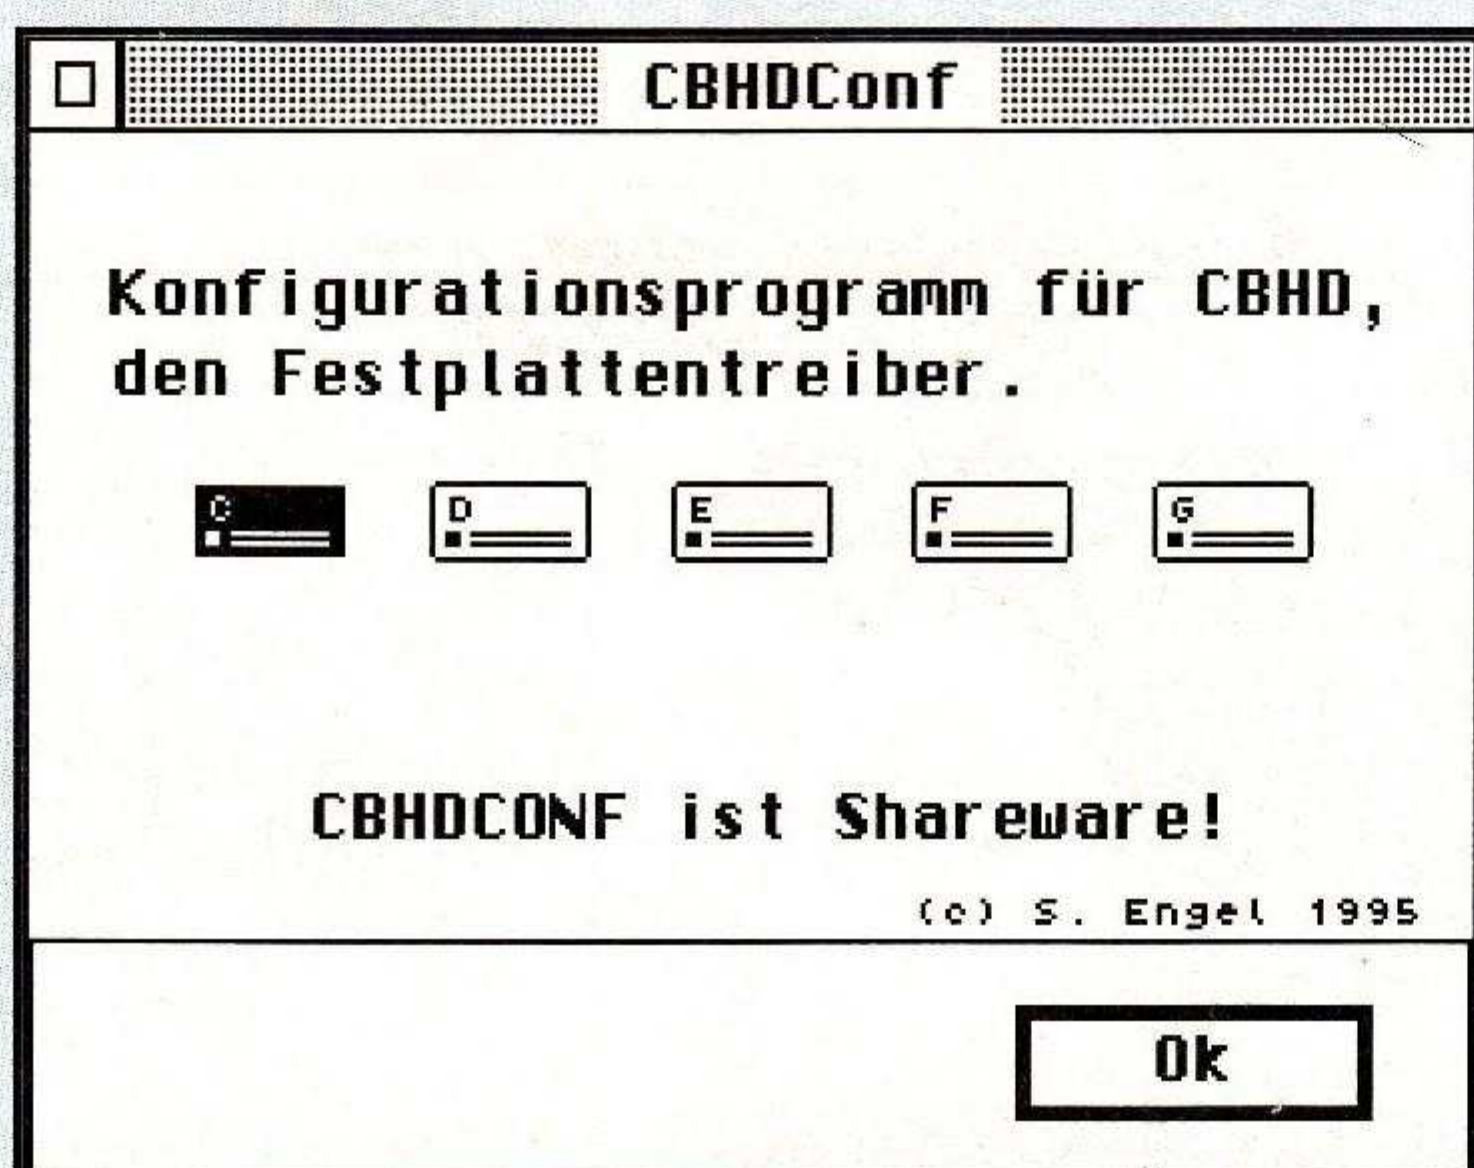 CBHDConf
Konfigurationsprogramm für CBHD,
den Festplattentreiber.
C D E F G
CBHDCONF ist Shareware!
(c) S. Engel 1995
Ok